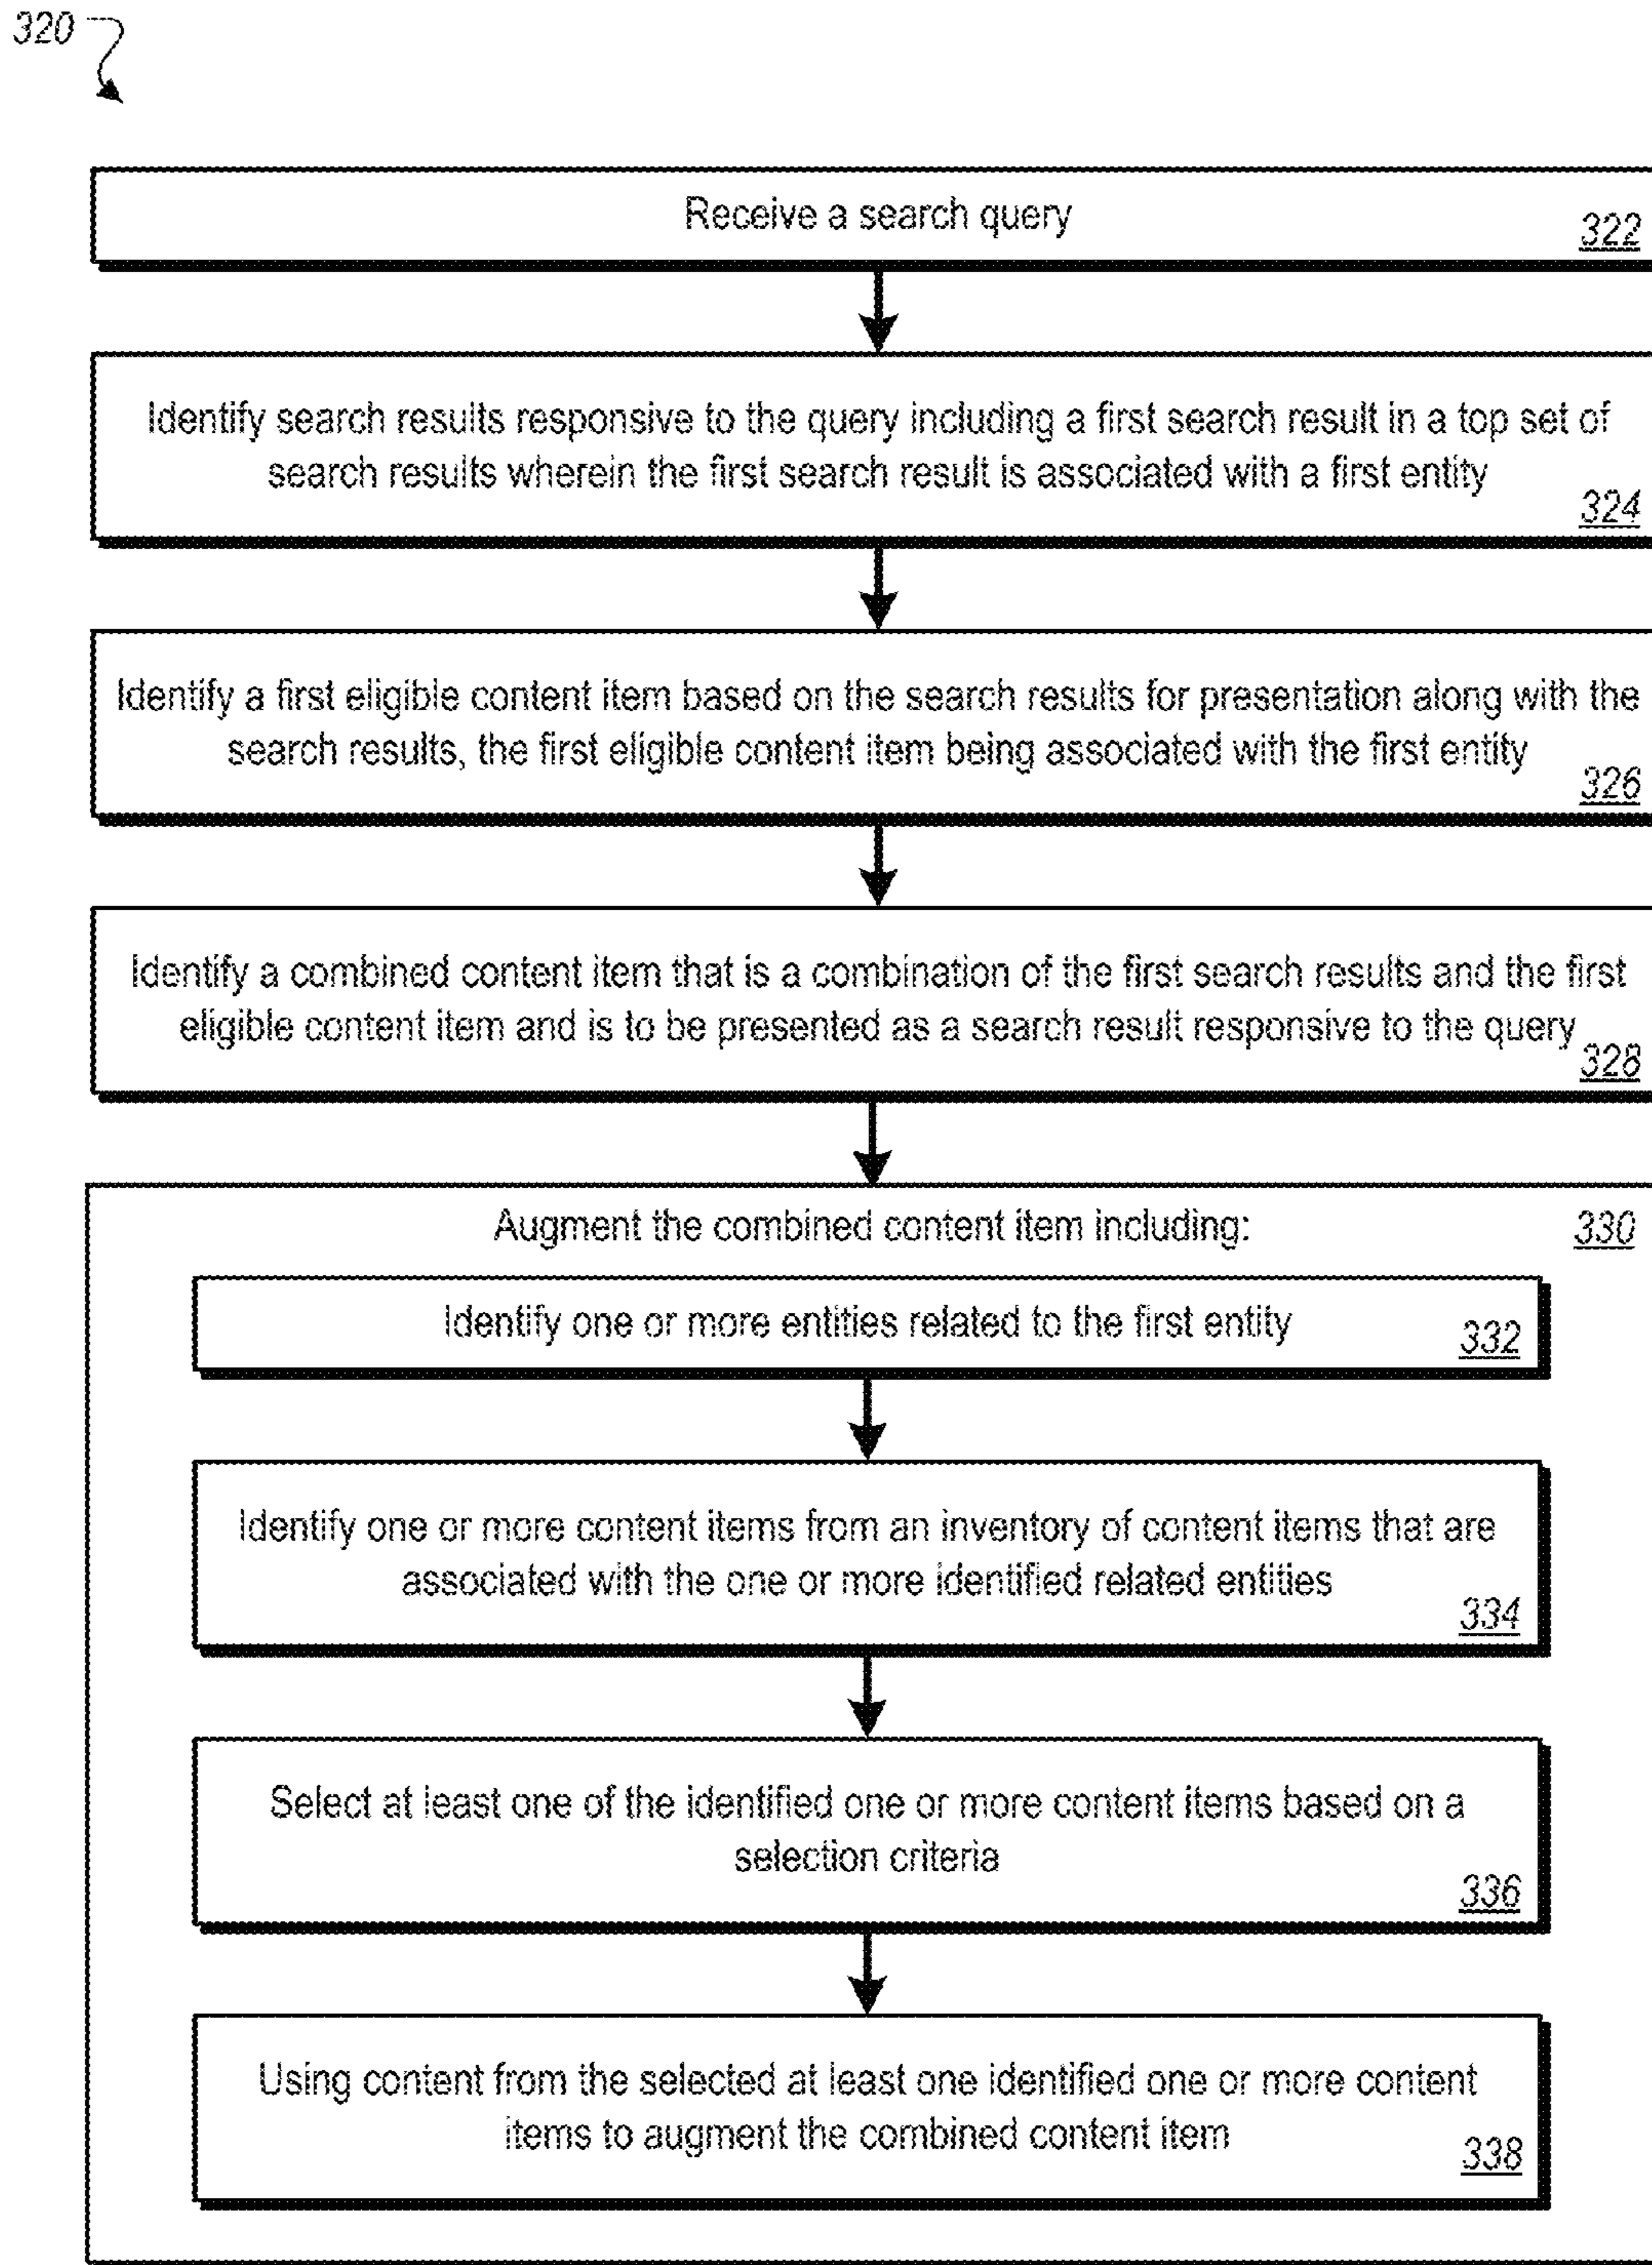 320
Receive a search query
322
Identify search results responsive to the query including a first search result in a top set of
search results wherein the first search result is associated with a first entity
324
Identify a first eligible content item based on the search results for presentation along with the
search results, the first eligible content item being associated with the first entity
326
Identify a combined content item that is a combination of the first search results and the first
eligible content item and is to be presented as a search result responsive to the query
328
Augment the combined content item including:
330
Identify one or more entities related to the first entity
332
Identify one or more content items from an inventory of content items that are
associated with the one or more identified related entities
334
Select at least one of the identified one or more content items based on a
selection criteria
336
Using content from the selected at least one identified one or more content
items to augment the combined content item
338